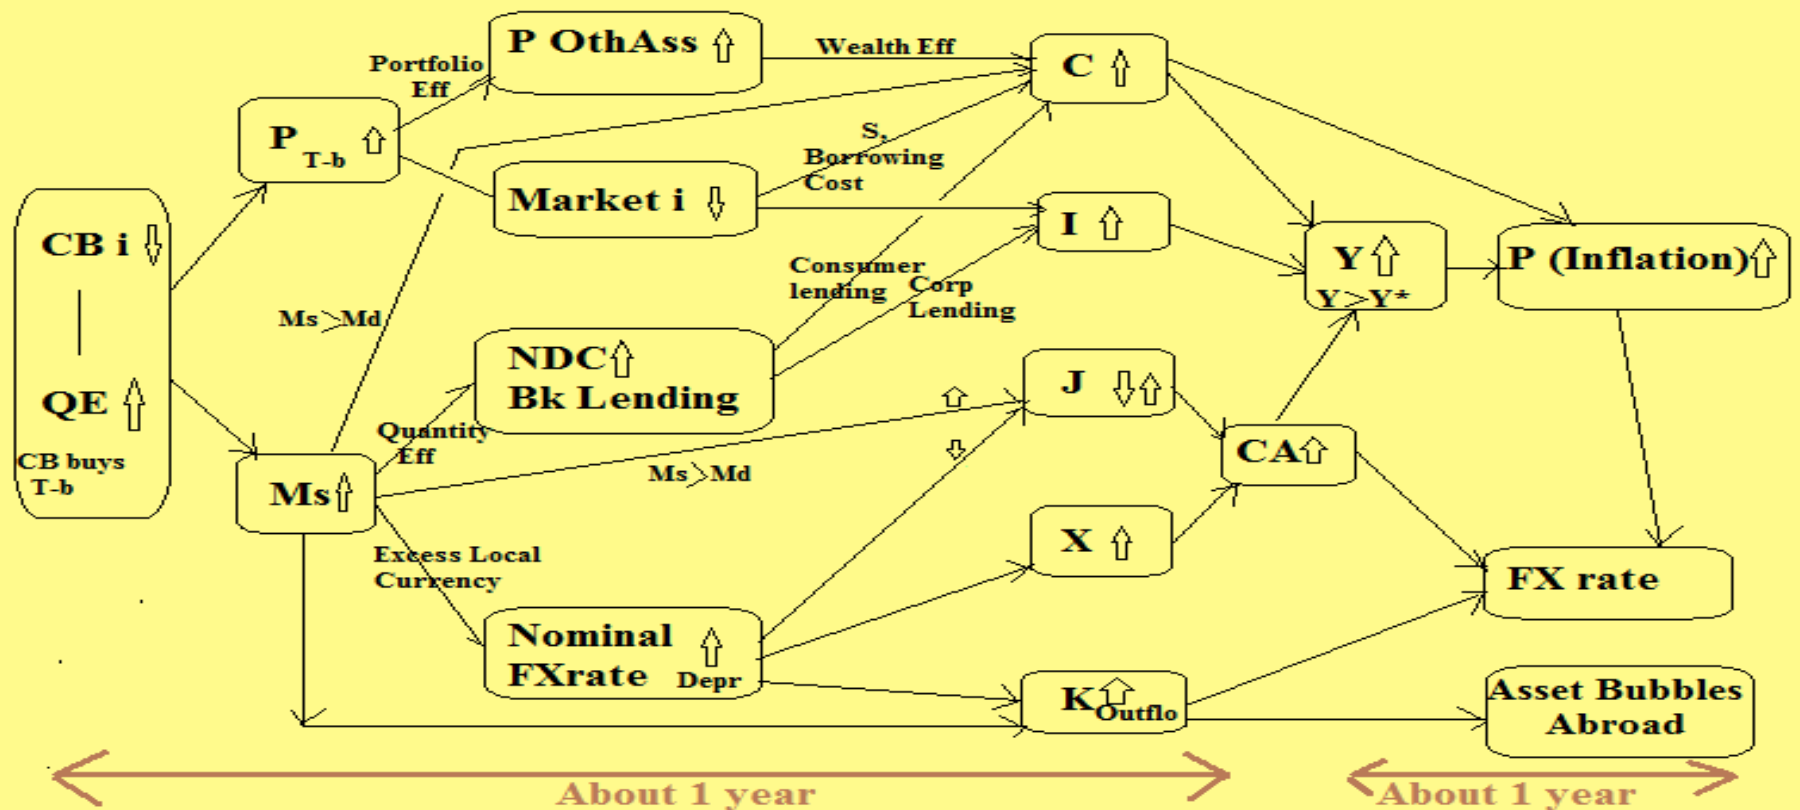 P OthAss
Wealth Eff
C
Portfolio
Eff
P T-b
S,
Borrowing
Cost
Market i
I
CB i
QE
CB buys
T-b
Y
Y>Y*
P (Inflation)
Consumer
lending
Corp
Lending
Ms>Md
NDC
Bk Lending
J
Quantity
Eff
CA
Ms>Md
Ms
X
Excess Local
Currency
FX rate
Nominal
FXrate Depr
K Outflo
Asset Bubbles
Abroad
About 1 year
About 1 year